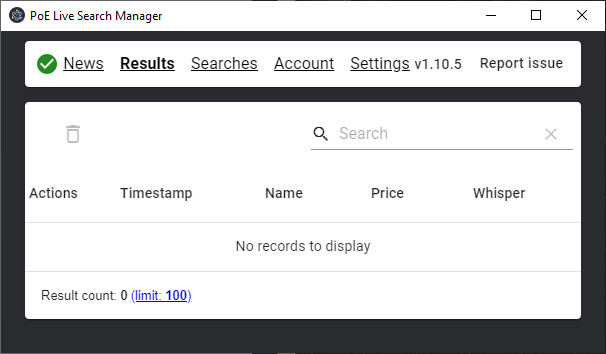 PoE Live Search Manager
News Results Searches Account Settings v1.10.5 Report issue
Search
Actions Timestamp Name Price Whisper
No records to display
Result count: 0 (limit: 100)